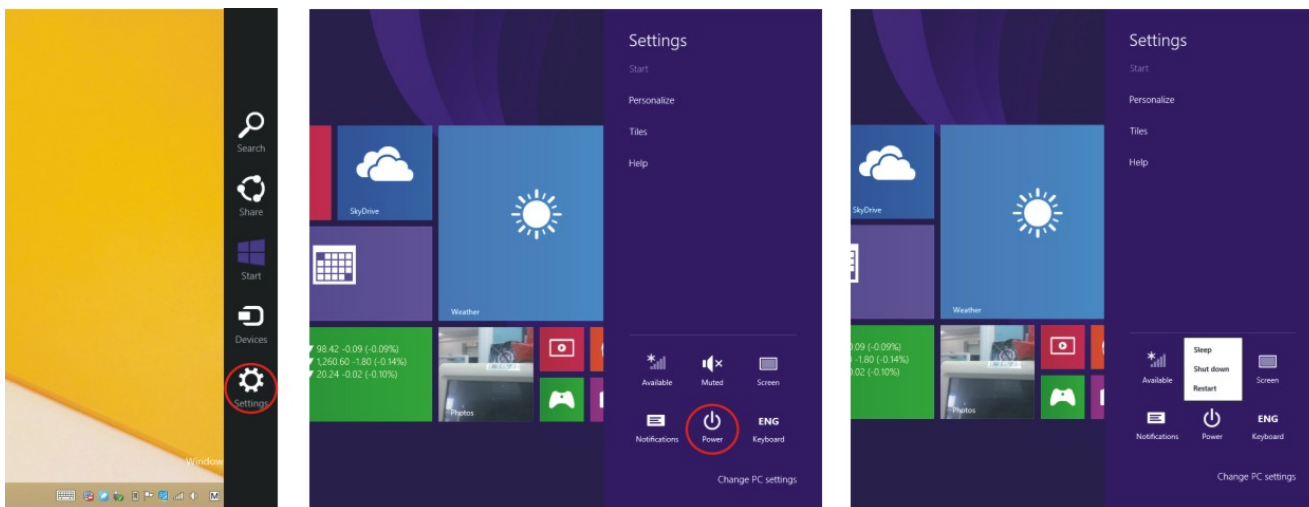 Search
Share
Start
Devices
Settings
Window
M
Settings
Start
Personalize
Tiles
Help
SkyDrive
Weather
98.42 -0.09 (-0.09%)
1,260.60 -1.80 (-0.14%)
20.24 -0.02 (-0.10%)
Photos
Available
Muted
Screen
Notifications
Power
ENG
Keyboard
Change PC settings
Settings
Start
Personalize
Tiles
Help
SkyDrive
Weather
0.09 (-0.09%)
-1.80 (-0.14%)
0.02 (-0.10%)
Photos
Available
Sleep
Shut down
Restart
Screen
Notifications
Power
ENG
Keyboard
Change PC settings